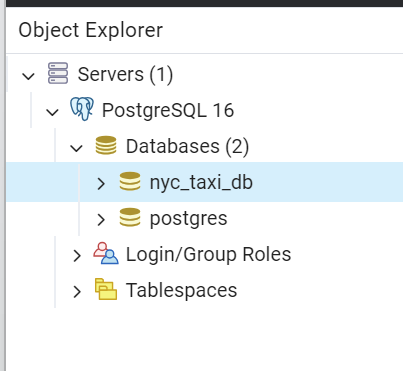 Object Explorer
Servers (1)
PostgreSQL 16
Databases (2)
nyc_taxi_db
postgres
Login/Group Roles
Tablespaces